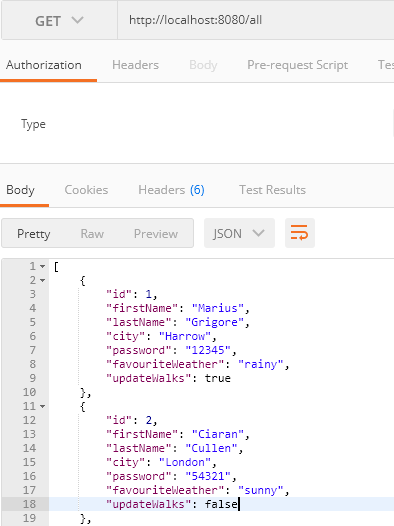 GET http://localhost:8080/all
Authorization Headers Body Pre-request Script
Type
Body Cookies Headers (6) Test Results
Pretty Raw Preview JSON
1 [
2 {
3 "id": 1,
4 "firstName": "Marius",
5 "lastName": "Grigore",
6 "city": "Harrow",
7 "password": "12345",
8 "favouriteWeather": "rainy",
9 "updateWalks": true
10 },
11 {
12 "id": 2,
13 "firstName": "Ciaran",
14 "lastName": "Cullen",
15 "city": "London",
16 "password": "54321",
17 "favouriteWeather": "sunny",
18 "updateWalks": false
19 },